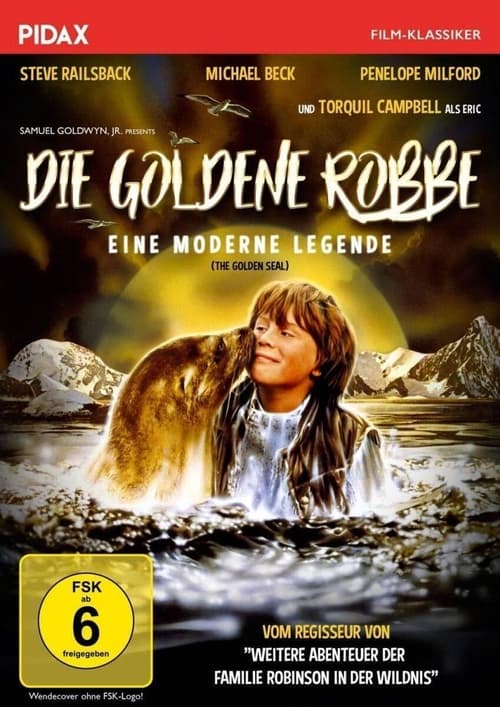 PIDAX
FILM-KLASSIKER
STEVE RAILSBACK MICHAEL BECK PENELOPE MILFORD
UND TORQUIL CAMPBELL ALS ERIC
SAMUEL GOLDWYN, JR. PRESENTS
DIE GOLDENE ROBBE
EINE MODERNE LEGENDE
(THE GOLDEN SEAL)
FSK
ab
6
freigegeben
Wendecover ohne FSK-Logo!
VOM REGISSEUR VON
"WEITERE ABENTEUER DER
FAMILIE ROBINSON IN DER WILDNIS"